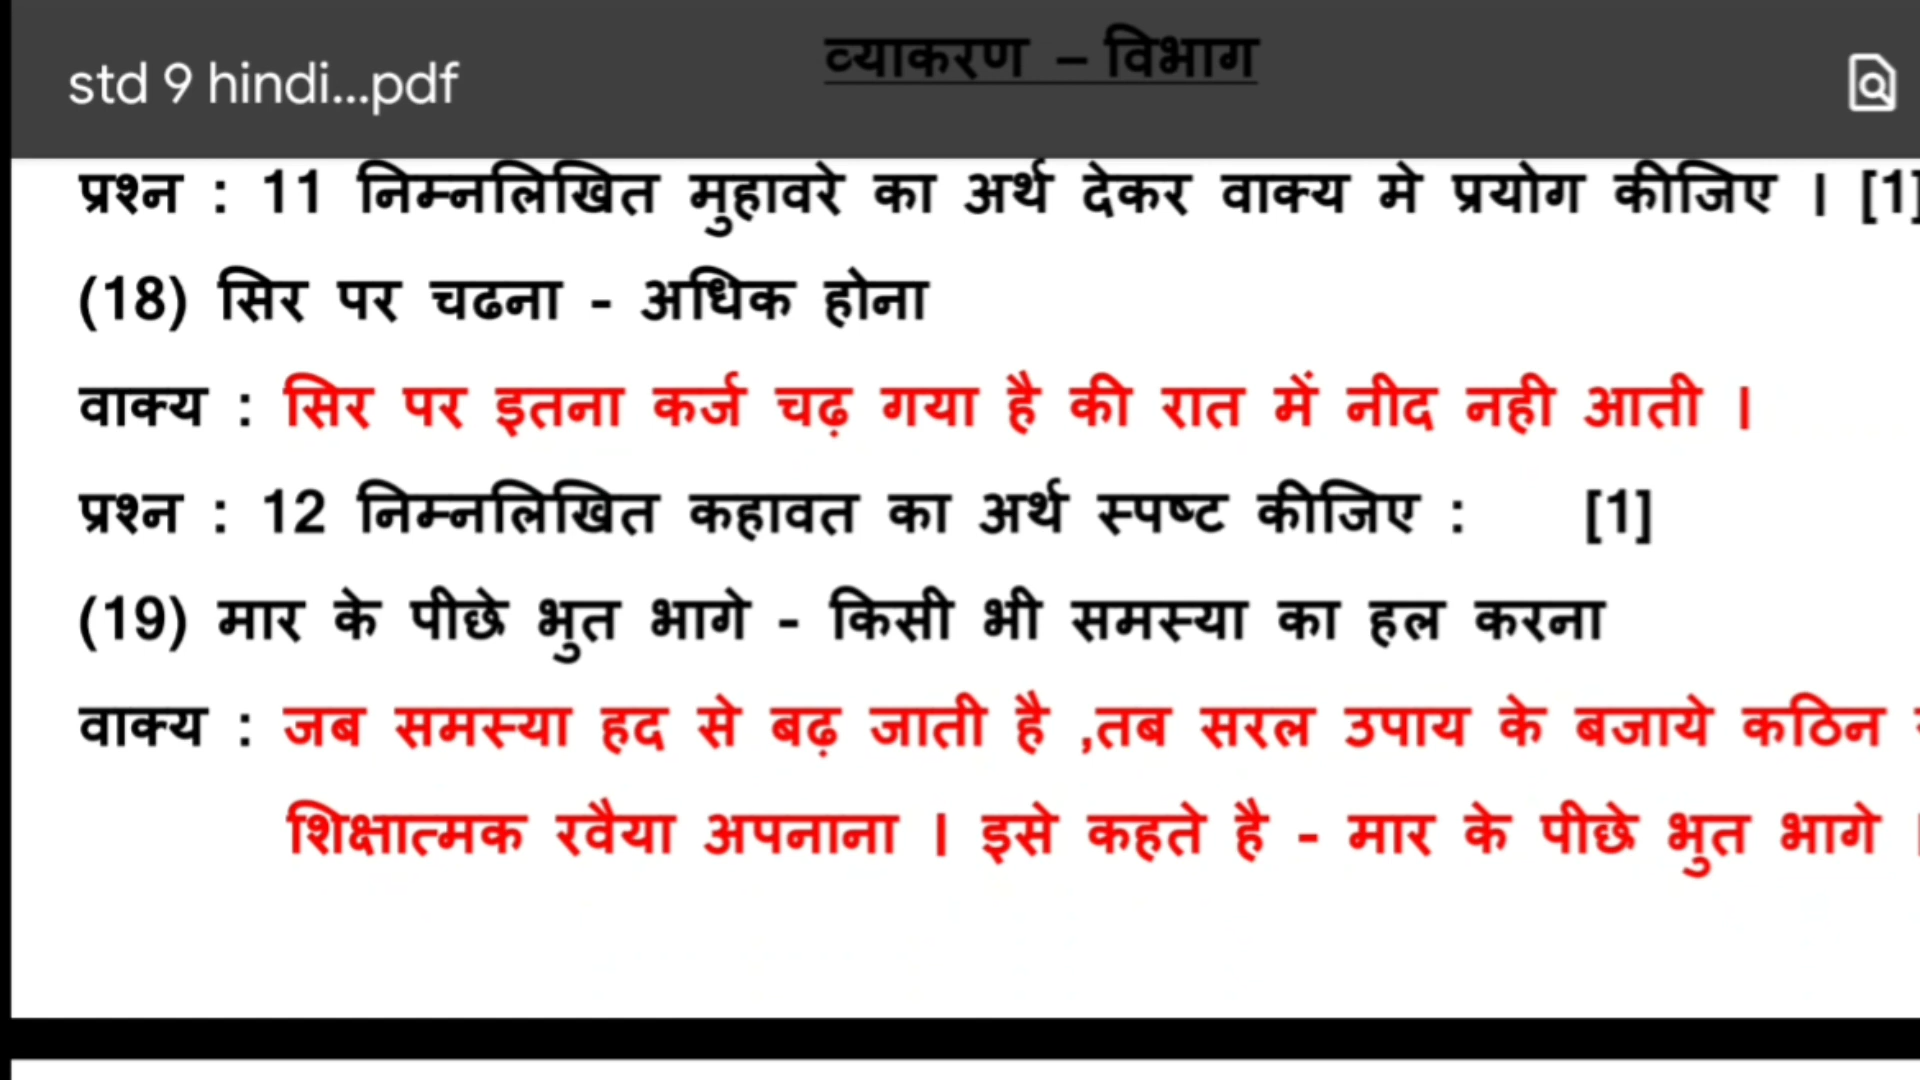 व्याकरण – विभाग
std 9 hindi...pdf
प्रश्न : 11 निम्नलिखित मुहावरे का अर्थ देकर वाक्य मे प्रयोग कीजिए । [1]
(18) सिर पर चढना - अधिक होना
वाक्य : सिर पर इतना कर्ज चढ़ गया है की रात में नीद नही आती ।
प्रश्न : 12 निम्नलिखित कहावत का अर्थ स्पष्ट कीजिए : [1]
(19) मार के पीछे भुत भागे - किसी भी समस्या का हल करना
वाक्य : जब समस्या हद से बढ़ जाती है ,तब सरल उपाय के बजाये कठिन
शिक्षात्मक रवैया अपनाना । इसे कहते है - मार के पीछे भुत भागे ।